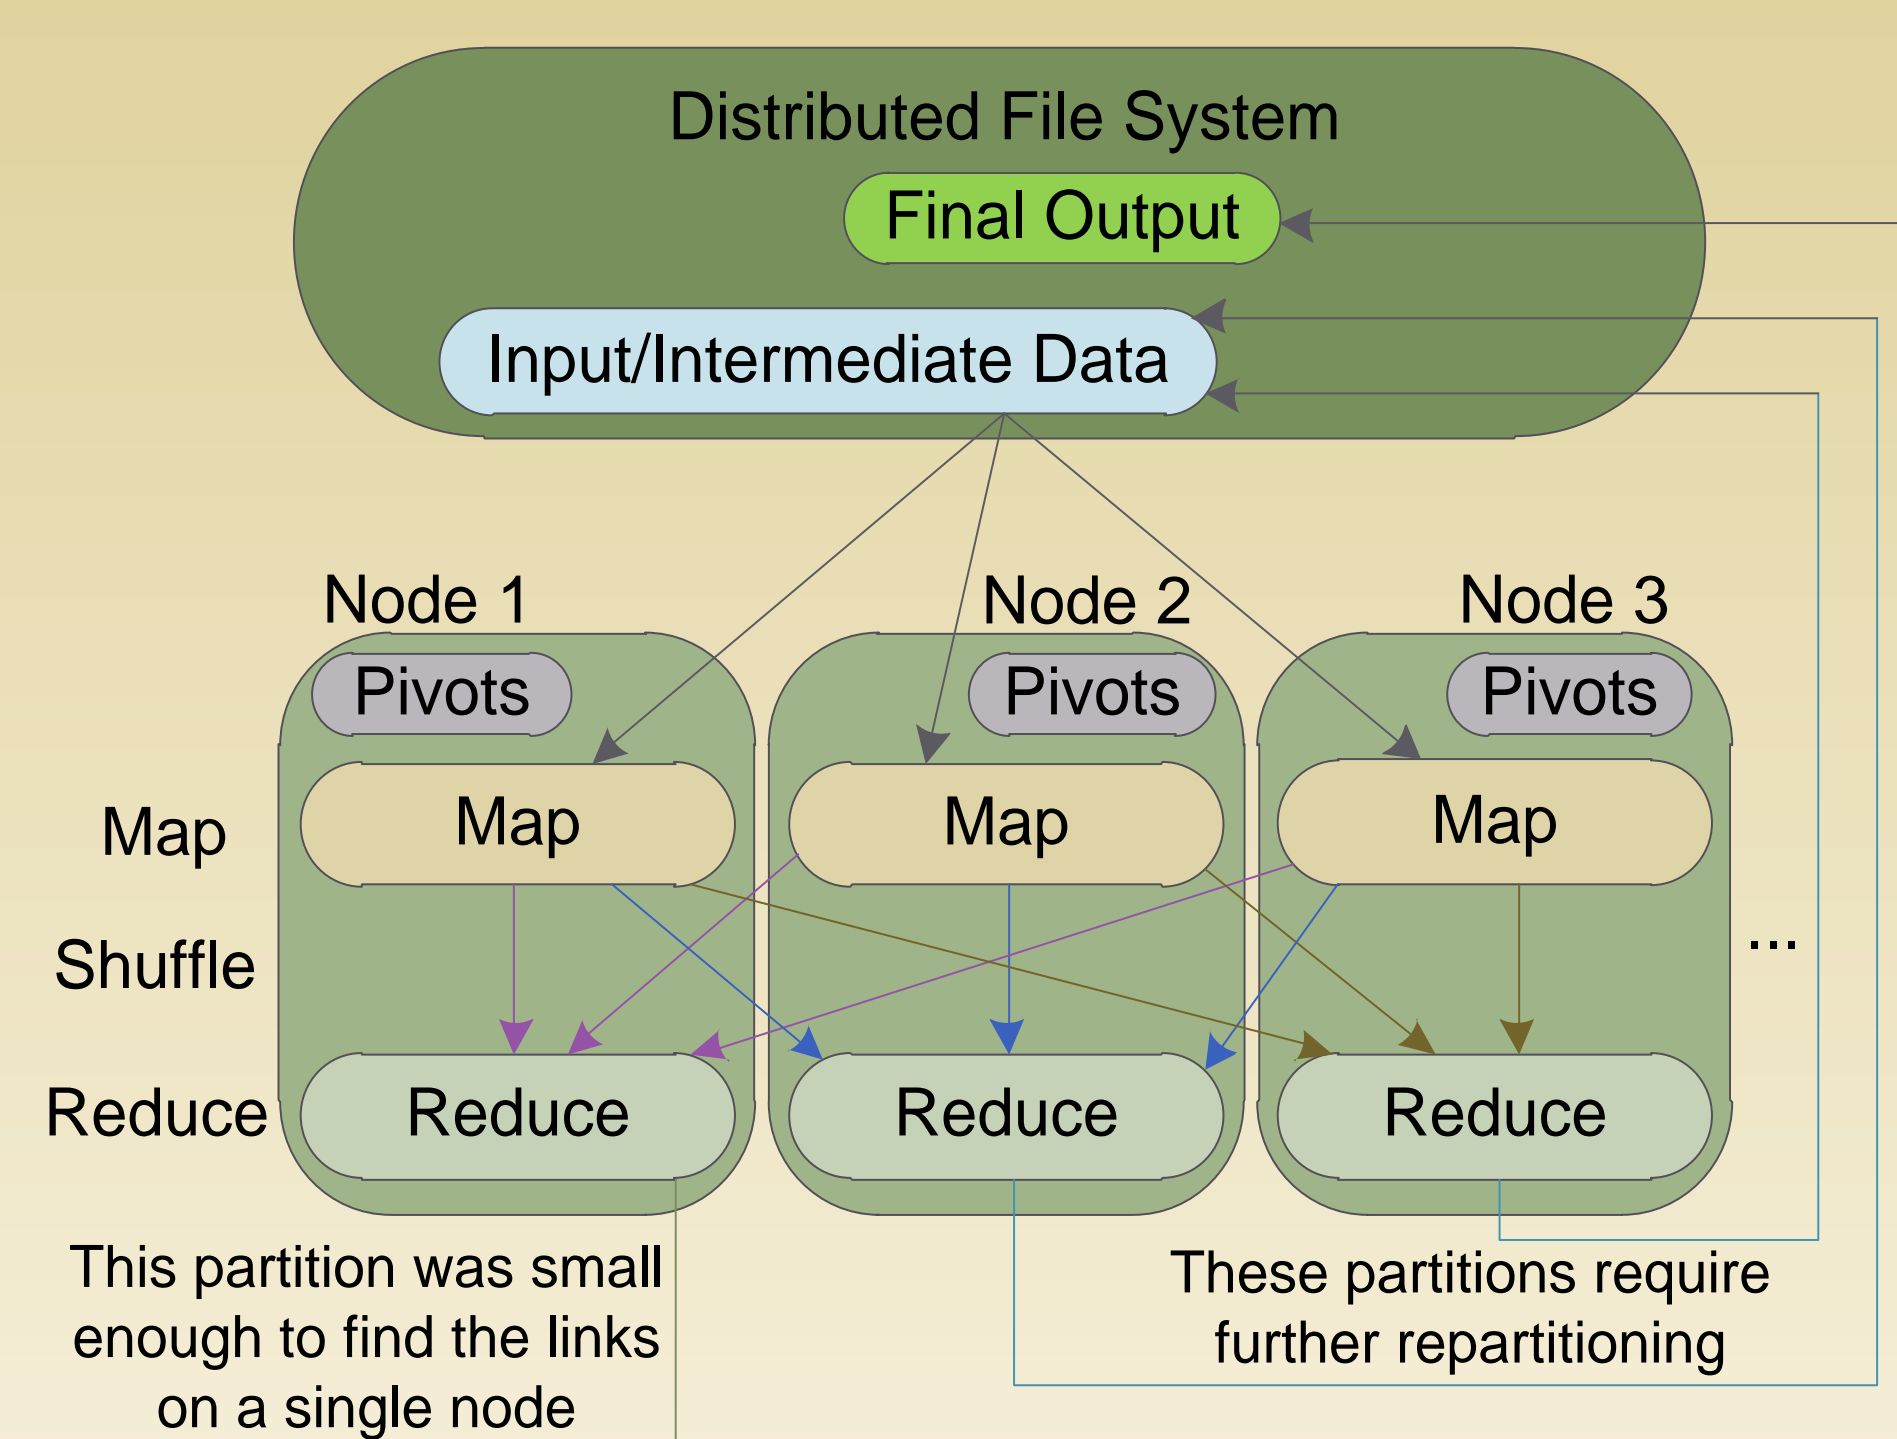 Distributed File System
Final Output
Input/Intermediate Data
Node 1
Node 2
Node 3
Pivots
Pivots
Pivots
Map
Map
Map
Map
Shuffle
...
Reduce
Reduce
Reduce
Reduce
This partition was small
enough to find the links
on a single node
These partitions require
further repartitioning